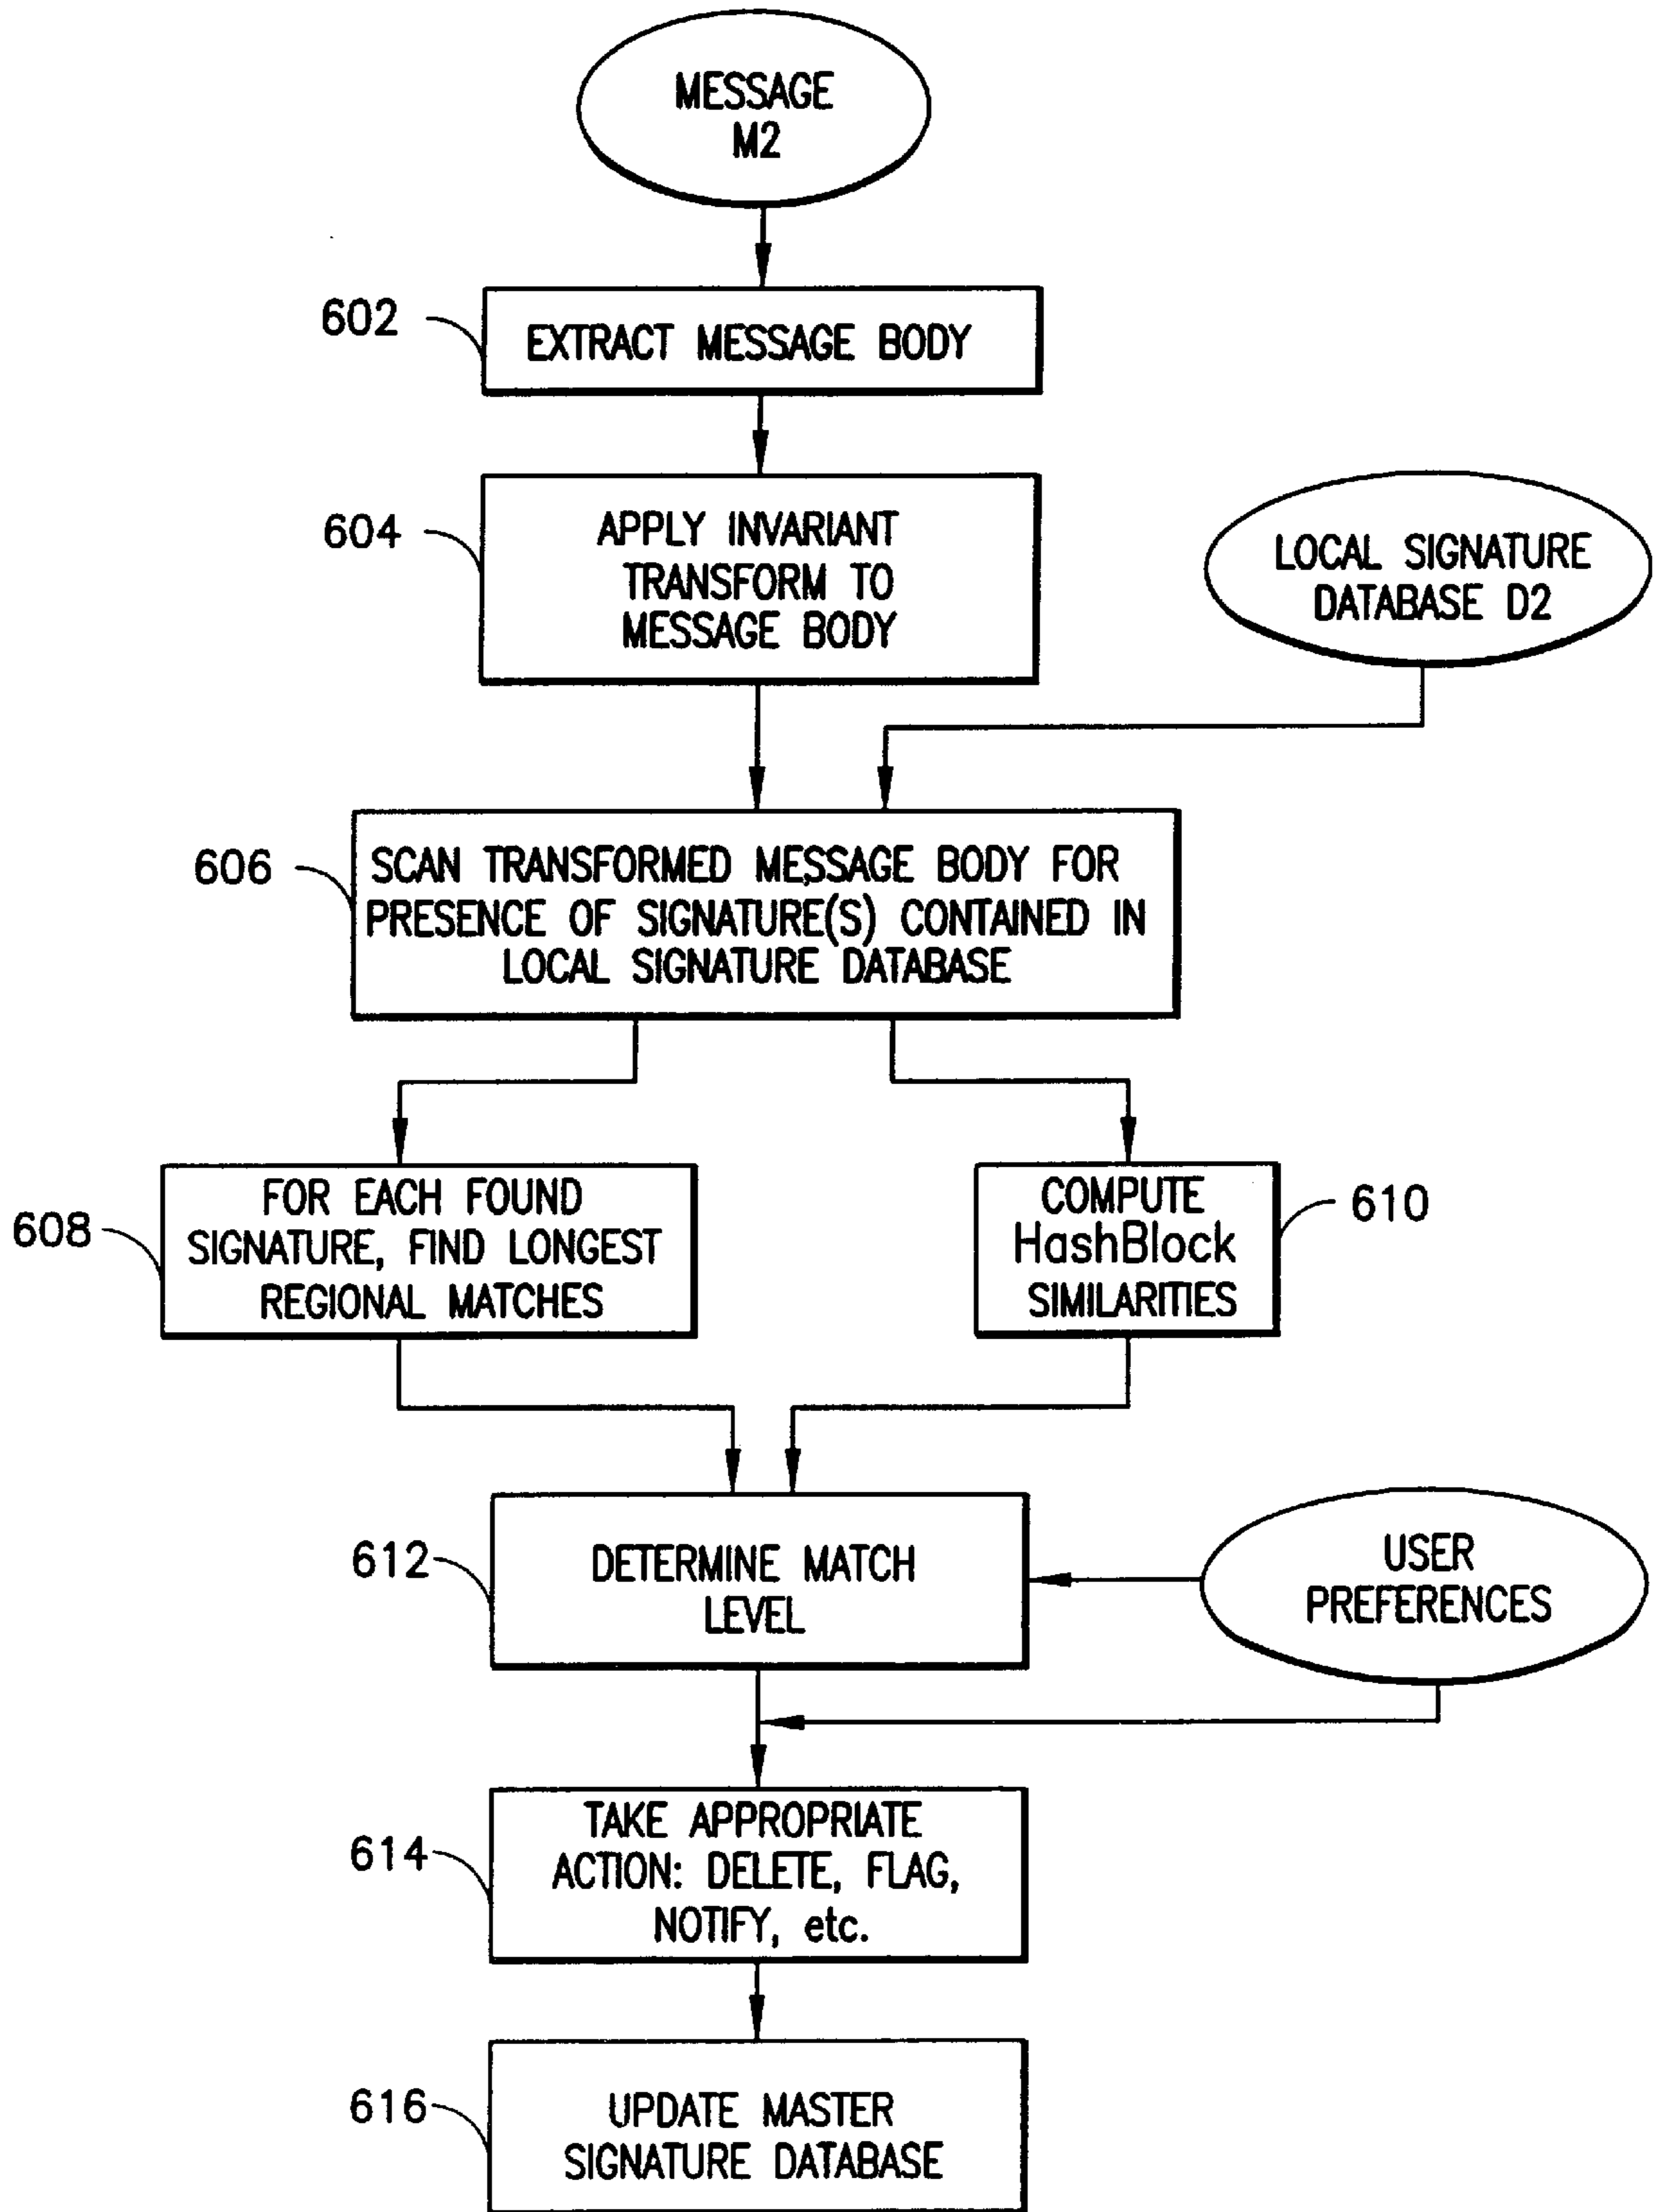 MESSAGE
M2
602
EXTRACT MESSAGE BODY
604
APPLY INVARIANT
TRANSFORM TO
MESSAGE BODY
LOCAL SIGNATURE
DATABASE D2
606
SCAN TRANSFORMED MESSAGE BODY FOR
PRESENCE OF SIGNATURE(S) CONTAINED IN
LOCAL SIGNATURE DATABASE
608
FOR EACH FOUND
SIGNATURE, FIND LONGEST
REGIONAL MATCHES
COMPUTE
HashBlock
SIMILARITIES
610
612
DETERMINE MATCH
LEVEL
USER
PREFERENCES
614
TAKE APPROPRIATE
ACTION: DELETE, FLAG,
NOTIFY, etc.
616
UPDATE MASTER
SIGNATURE DATABASE